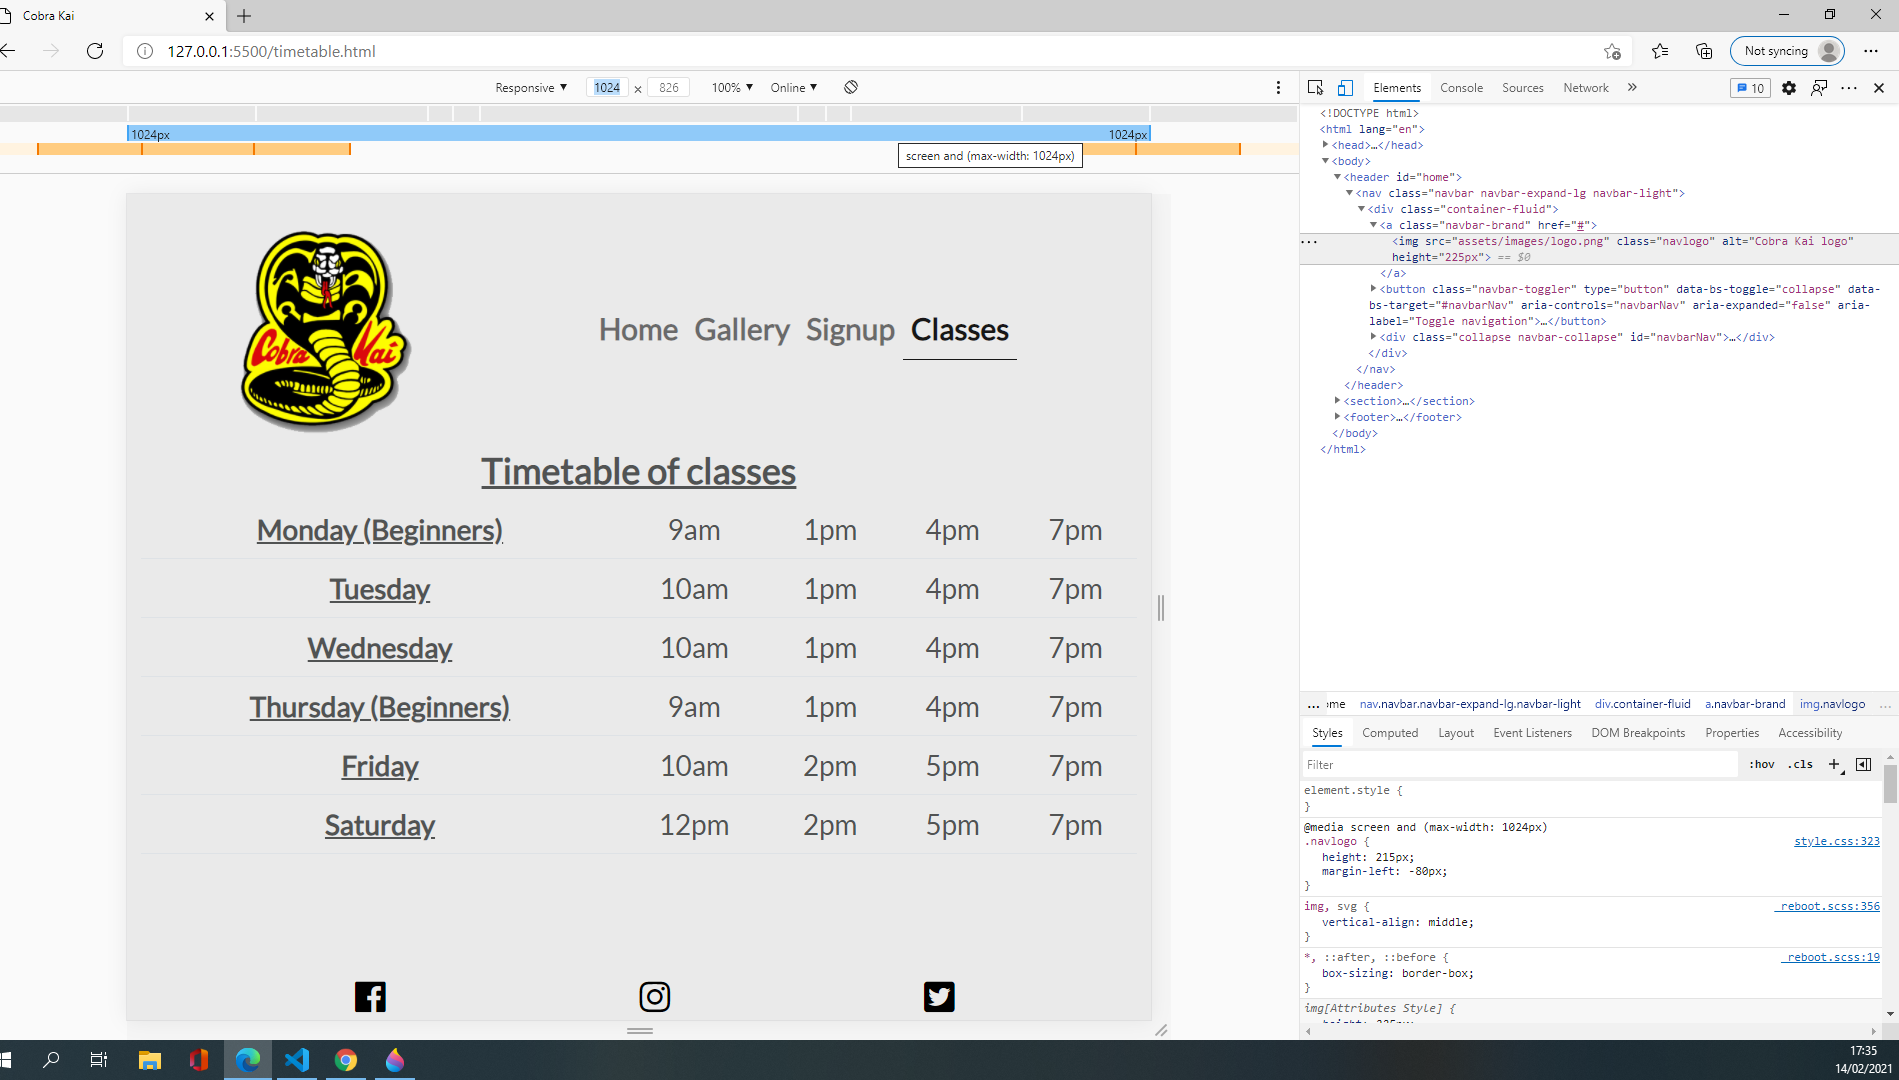 Cobra Kai
127.0.0.1:5500/timetable.html
Not syncing
Responsive ▼ 1024 × 826 100% ▼ Online ▼
Elements Console Sources Network » 10
1024px 1024px
screen and (max-width: 1024px)
Cobra Kai
Home Gallery Signup Classes
Timetable of classes
Monday (Beginners) 9am 1pm 4pm 7pm
Tuesday 10am 1pm 4pm 7pm
Wednesday 10am 1pm 4pm 7pm
Thursday (Beginners) 9am 1pm 4pm 7pm
Friday 10am 2pm 5pm 7pm
Saturday 12pm 2pm 5pm 7pm
<!DOCTYPE html>
<html lang="en">
<head>…</head>
<body>
<header id="home">
<nav class="navbar navbar-expand-lg navbar-light">
<div class="container-fluid">
<a class="navbar-brand" href="#">
<img src="assets/images/logo.png" class="navlogo" alt="Cobra Kai logo"
height="225px"> == $0
</a>
<button class="navbar-toggler" type="button" data-bs-toggle="collapse" data-
bs-target="#navbarNav" aria-controls="navbarNav" aria-expanded="false" aria-
label="Toggle navigation">…</button>
<div class="collapse navbar-collapse" id="navbarNav">…</div>
</div>
</nav>
</header>
<section>…</section>
<footer>…</footer>
</body>
</html>
... ome nav.navbar.navbar-expand-lg.navbar-light div.container-fluid a.navbar-brand img.navlogo ...
Styles Computed Layout Event Listeners DOM Breakpoints Properties Accessibility
Filter :hov .cls +
element.style {
}
@media screen and (max-width: 1024px)
.navlogo { style.css:323
height: 215px;
margin-left: -80px;
}
img, svg { _reboot.scss:356
vertical-align: middle;
}
*, ::after, ::before { _reboot.scss:19
box-sizing: border-box;
}
img[Attributes Style] {
17:35
14/02/2021